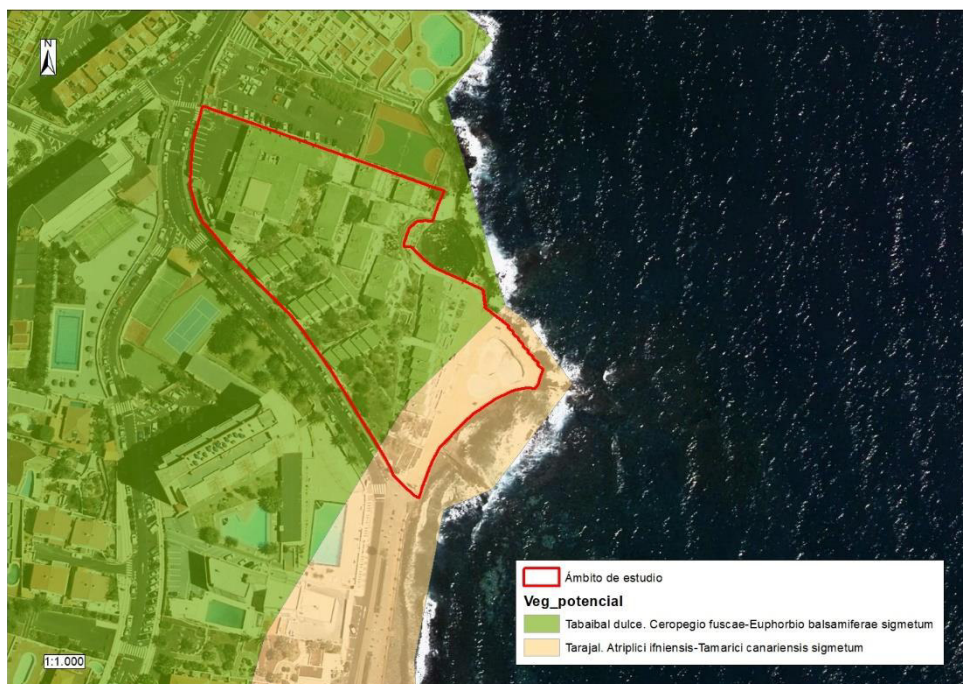 N
Ámbito de estudio
Veg_potencial
Tabaibal dulce. Ceropegio fuscae-Euphorbio balsamiferae sigmetum
Tarajal. Atriplici ifniensis-Tamarici canariensis sigmetum
1:1.000